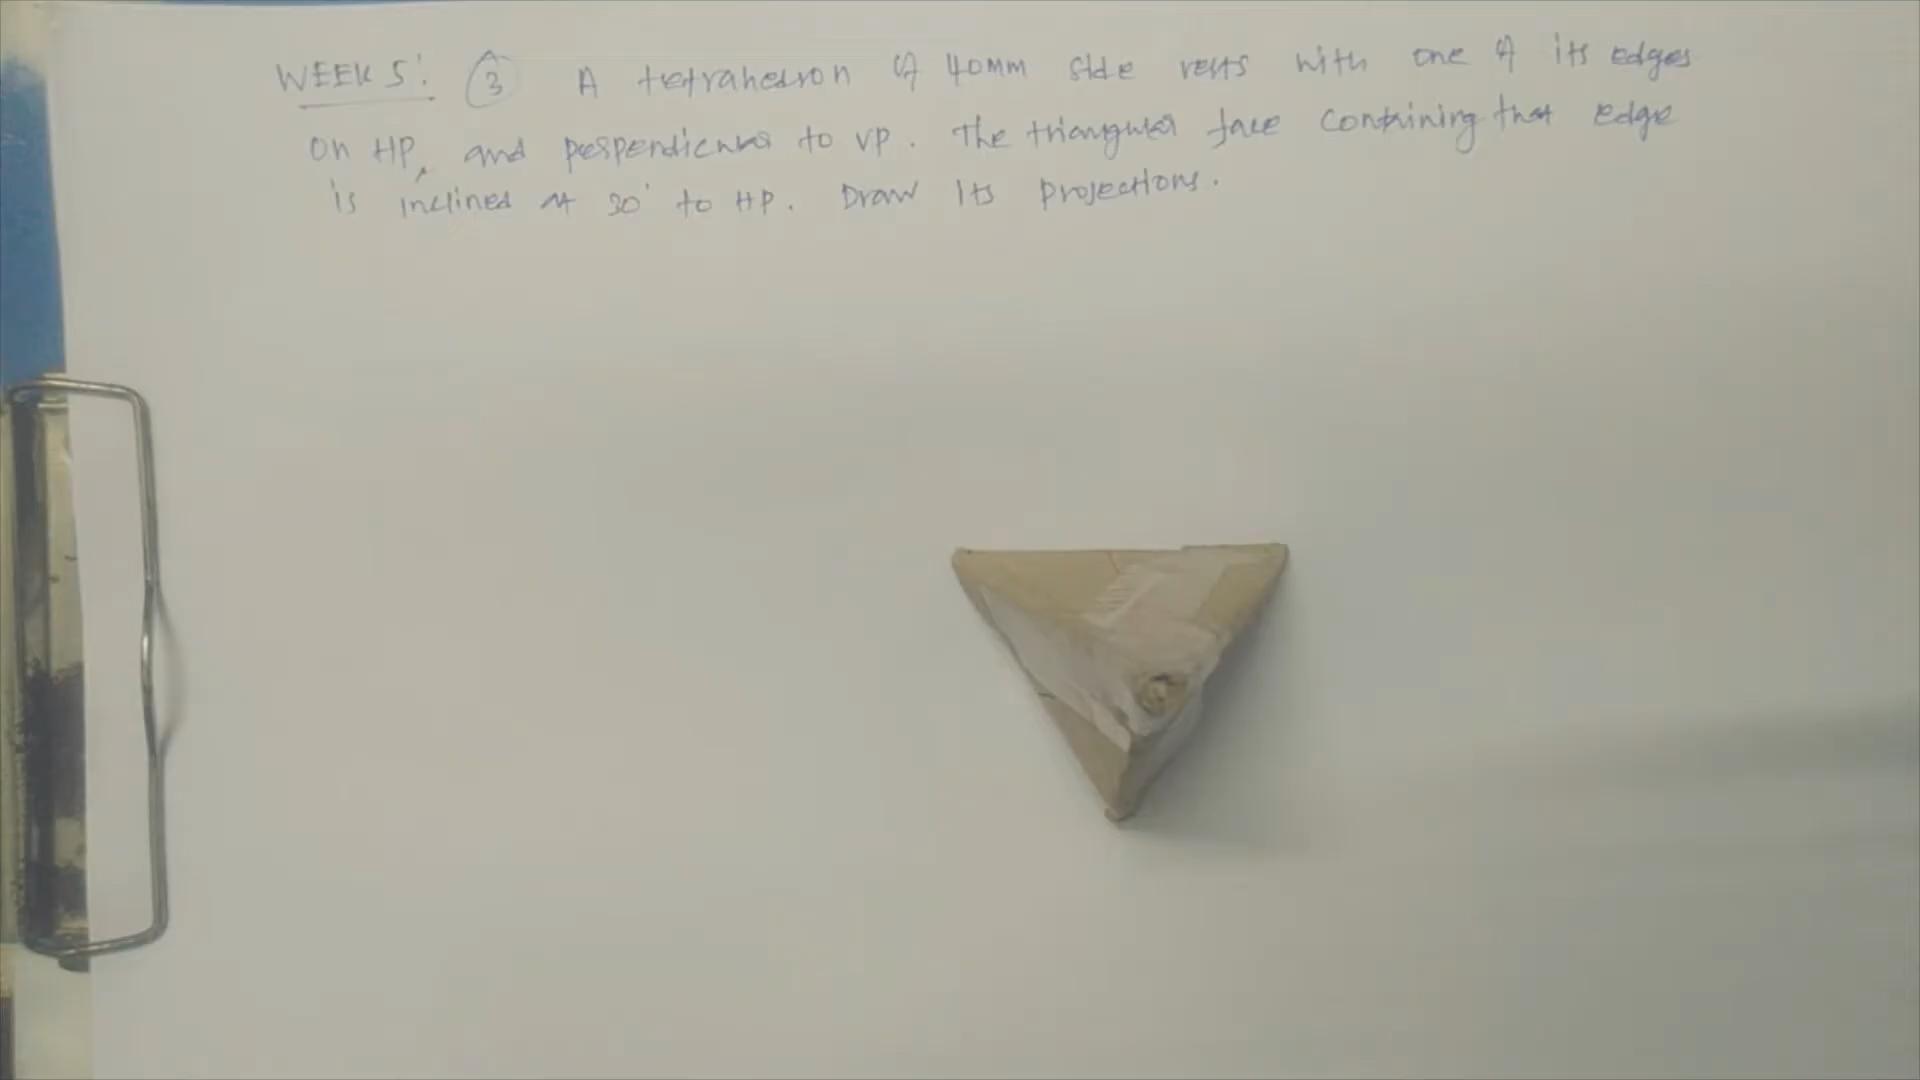 WEEK 5: ③ A tetrahedron of 40MM side rests with one of its edges
on HP, and perpendicular to VP. The triangular face containing that edge
is inclined at 30° to HP. Draw its projections.